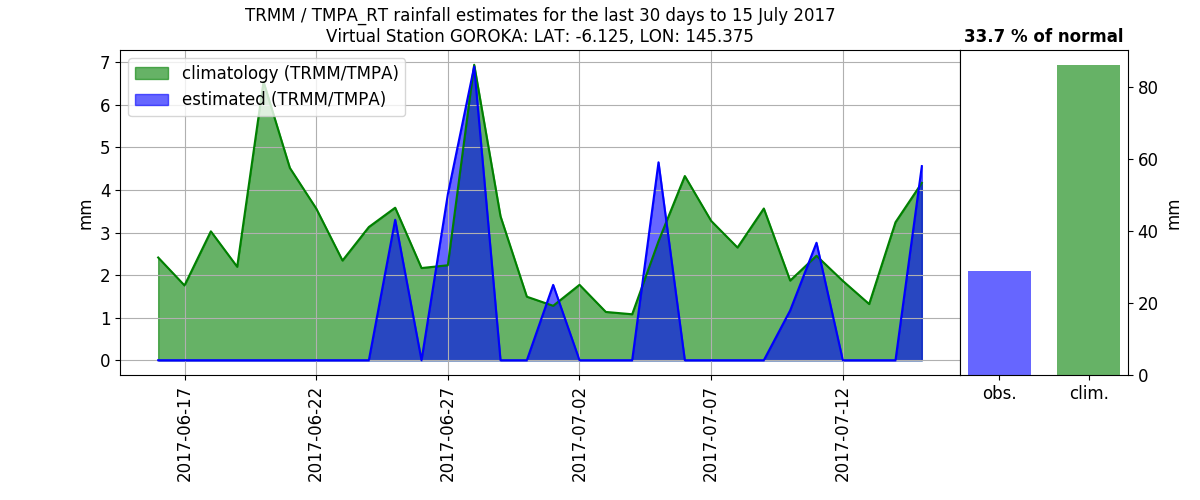 TRMM / TMPA_RT rainfall estimates for the last 30 days to 15 July 2017
Virtual Station GOROKA: LAT: -6.125, LON: 145.375
33.7 % of normal
climatology (TRMM/TMPA)
estimated (TRMM/TMPA)
7
6
5
4
3
2
1
0
mm
2017-06-17
2017-06-22
2017-06-27
2017-07-02
2017-07-07
2017-07-12
80
60
40
20
0
mm
obs.
clim.